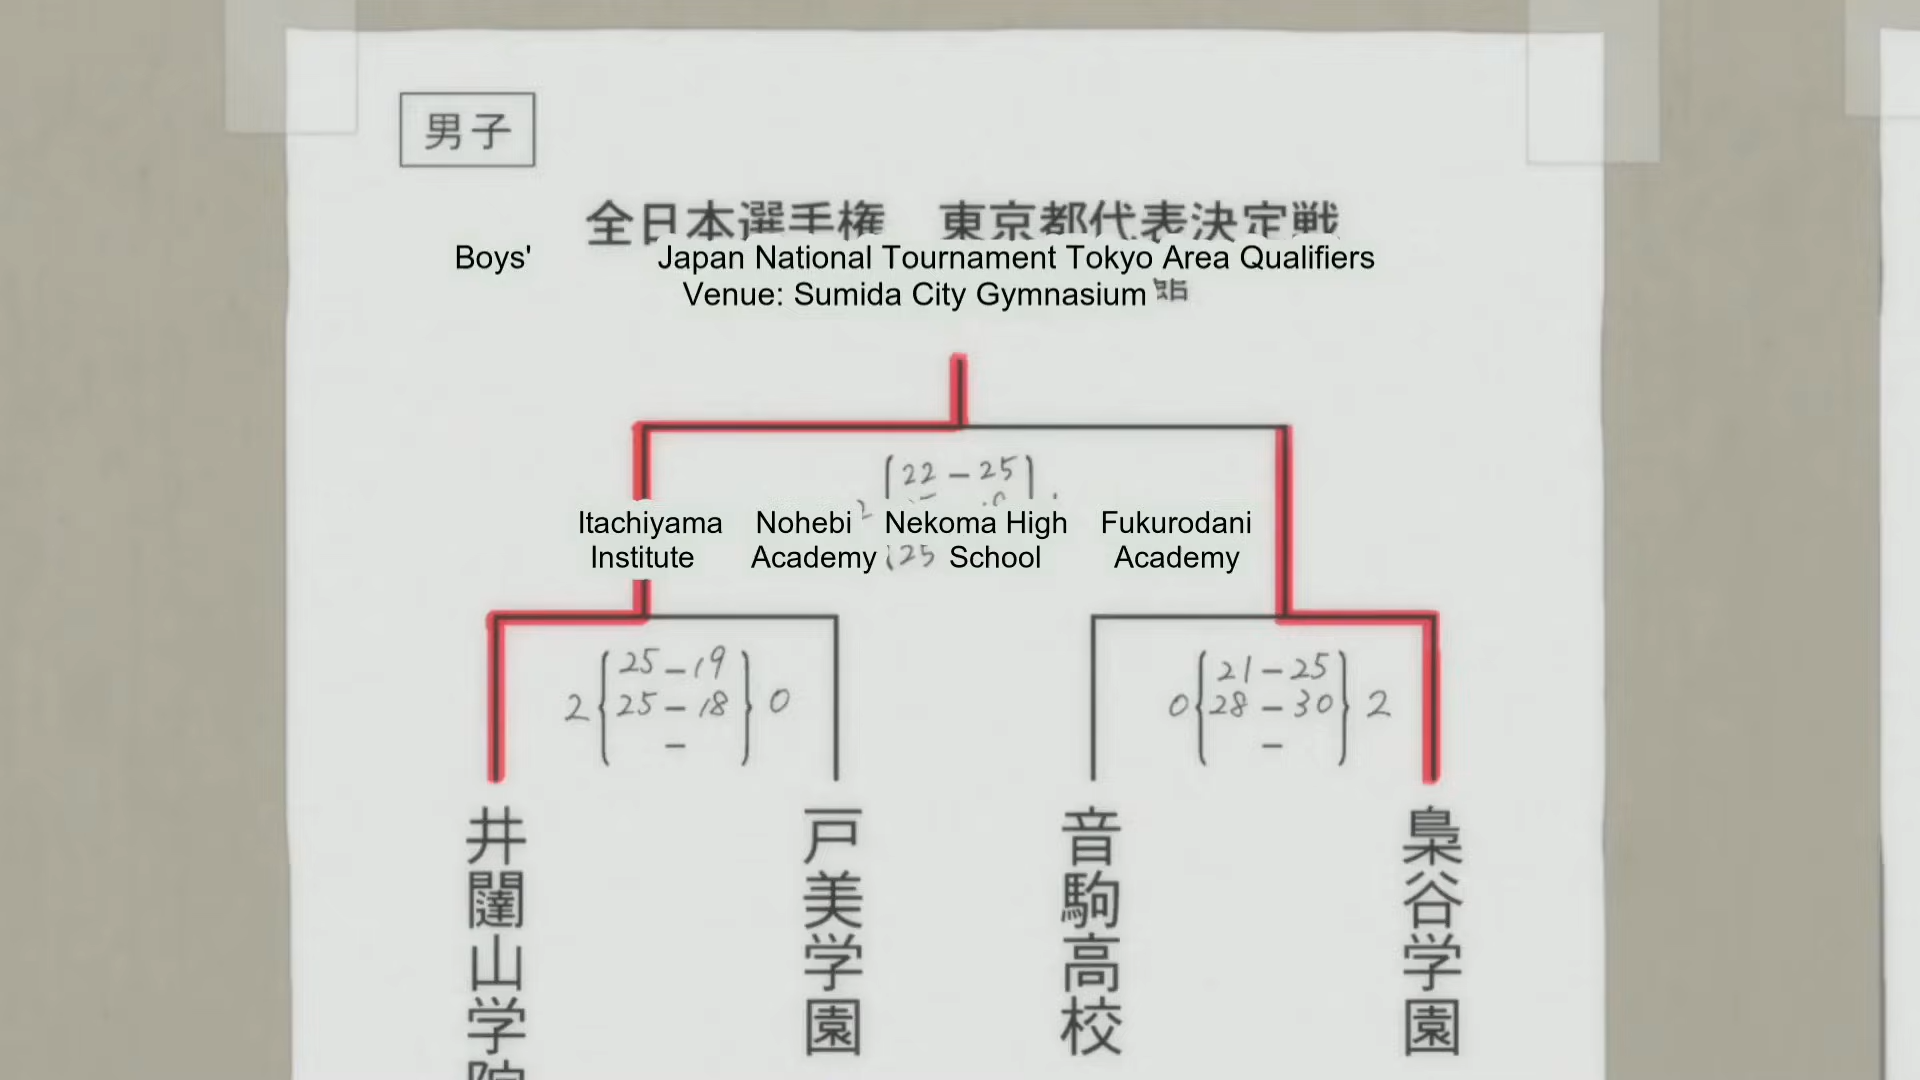 男子
全日本選手権 東京都代表決定戦
Boys' Japan National Tournament Tokyo Area Qualifiers
Venue: Sumida City Gymnasium
22 - 25
Itachiyama Institute
Nohebi Academy
Nekoma High School
Fukurodani Academy
25
25 - 19
2 25 - 18 0
-
21 - 25
0 28 - 30 2
-
井闥山学院
戸美学園
音駒高校
梟谷学園